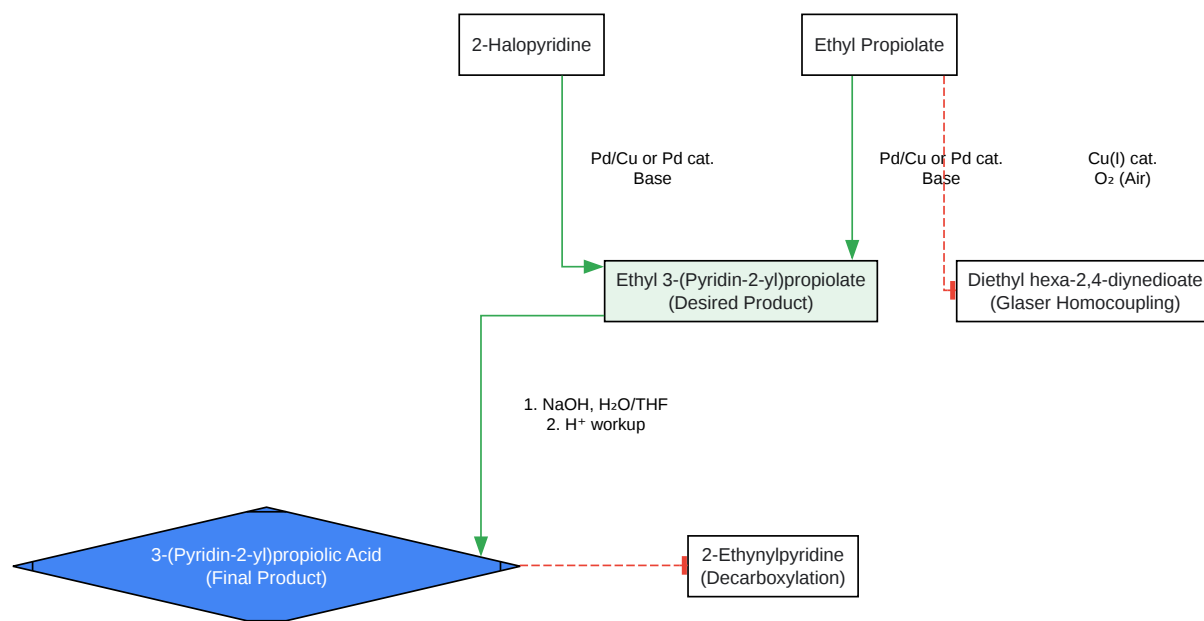 2-Halopyridine
Ethyl Propiolate
Pd/Cu or Pd cat.
Base
Pd/Cu or Pd cat.
Base
Cu(I) cat.
O₂ (Air)
Ethyl 3-(Pyridin-2-yl)propiolate
(Desired Product)
Diethyl hexa-2,4-diynedioate
(Glaser Homocoupling)
1. NaOH, H₂O/THF
2. H⁺ workup
3-(Pyridin-2-yl)propiolic Acid
(Final Product)
2-Ethynylpyridine
(Decarboxylation)